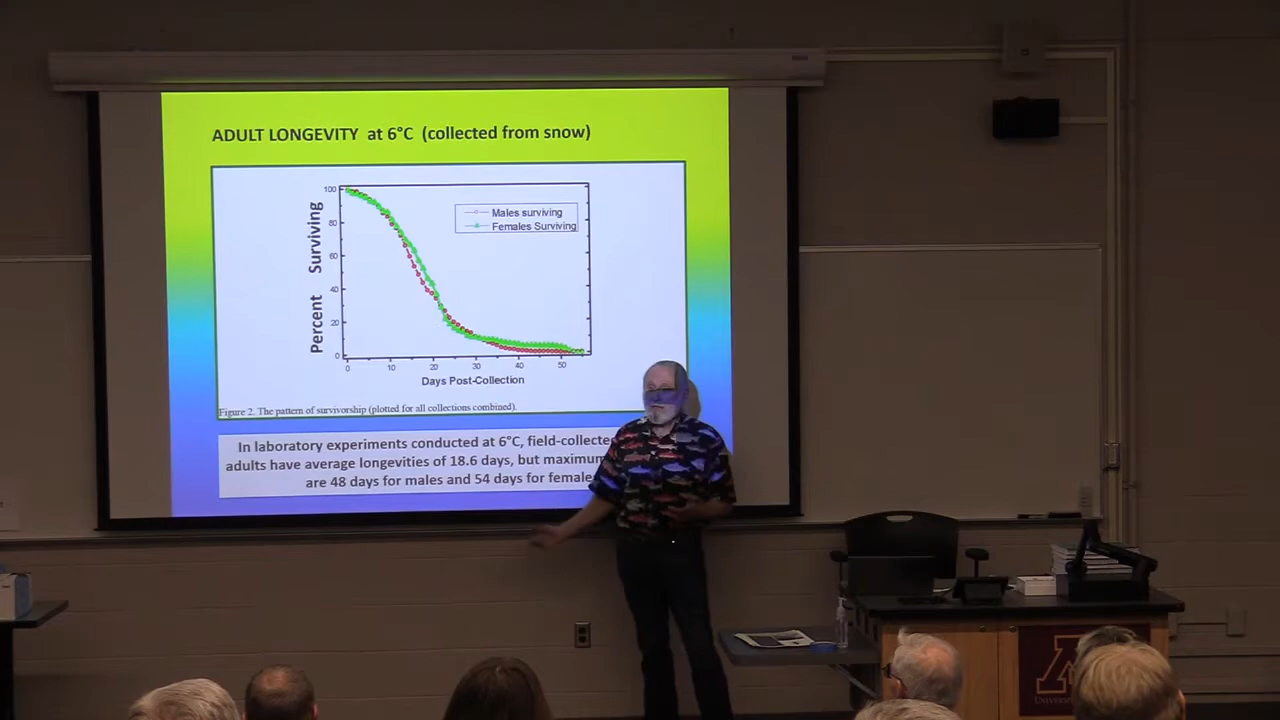 ADULT LONGEVITY at 6°C (collected from snow)
Percent Surviving
100
80
60
40
20
0
Males surviving
Females Surviving
0 10 20 30 40 50
Days Post-Collection
Figure 2. The pattern of survivorship (plotted for all collections combined).
In laboratory experiments conducted at 6°C, field-collecte
adults have average longevities of 18.6 days, but maximum
are 48 days for males and 54 days for female
UNIVERS